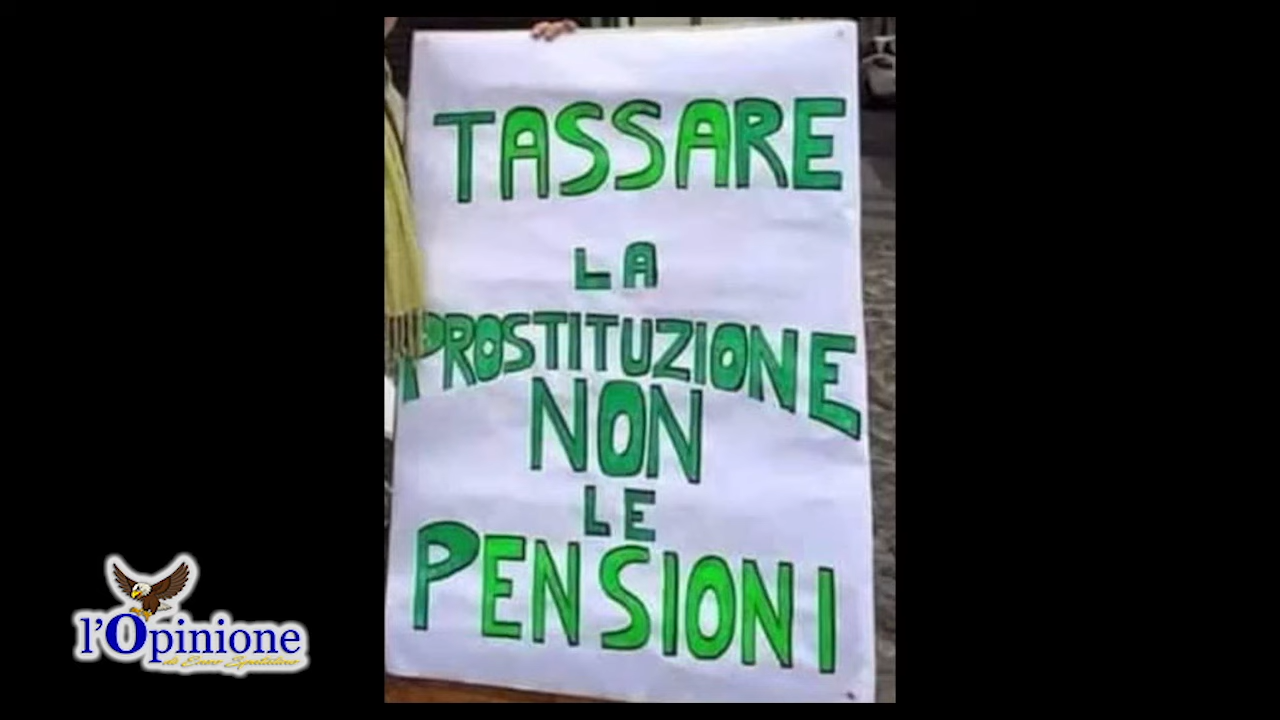 TASSARE
LA
PROSTITUZIONE
NON
LE
PENSIONI
l'Opinione